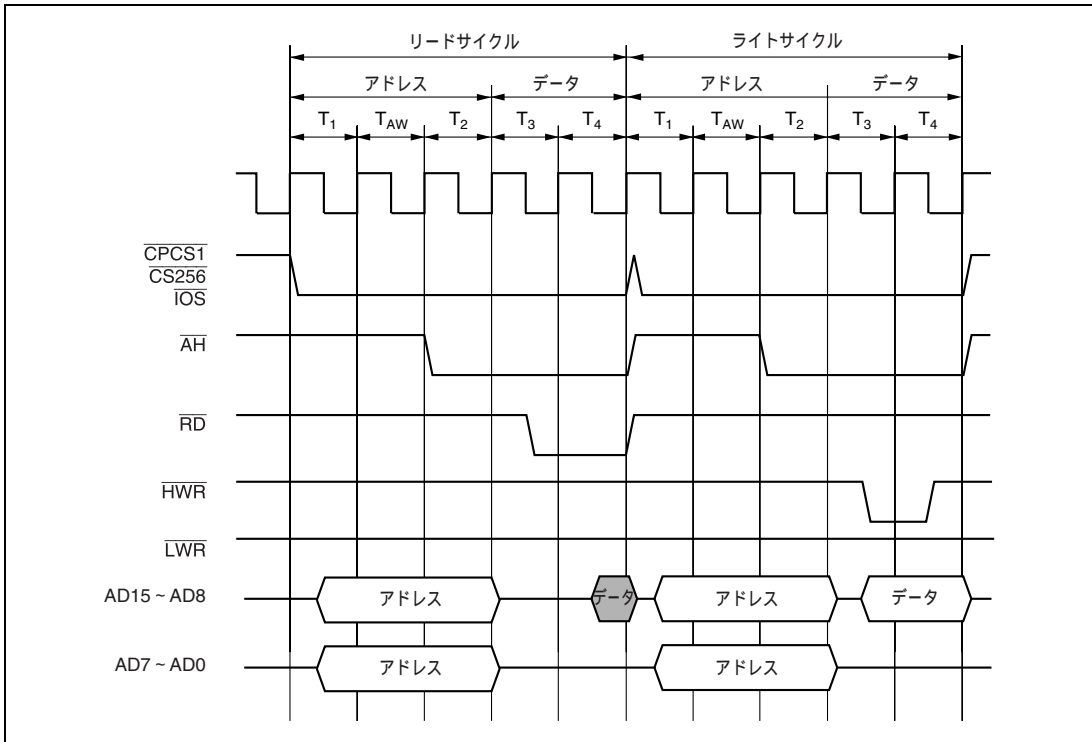 リードサイクル ライトサイクル
アドレス データ アドレス データ
T1 TAW T2 T3 T4 T1 TAW T2 T3 T4
CPCS1
CS256
IOS
AH
RD
HWR
LWR
AD15 ~ AD8 アドレス データ アドレス データ
AD7 ~ AD0 アドレス アドレス